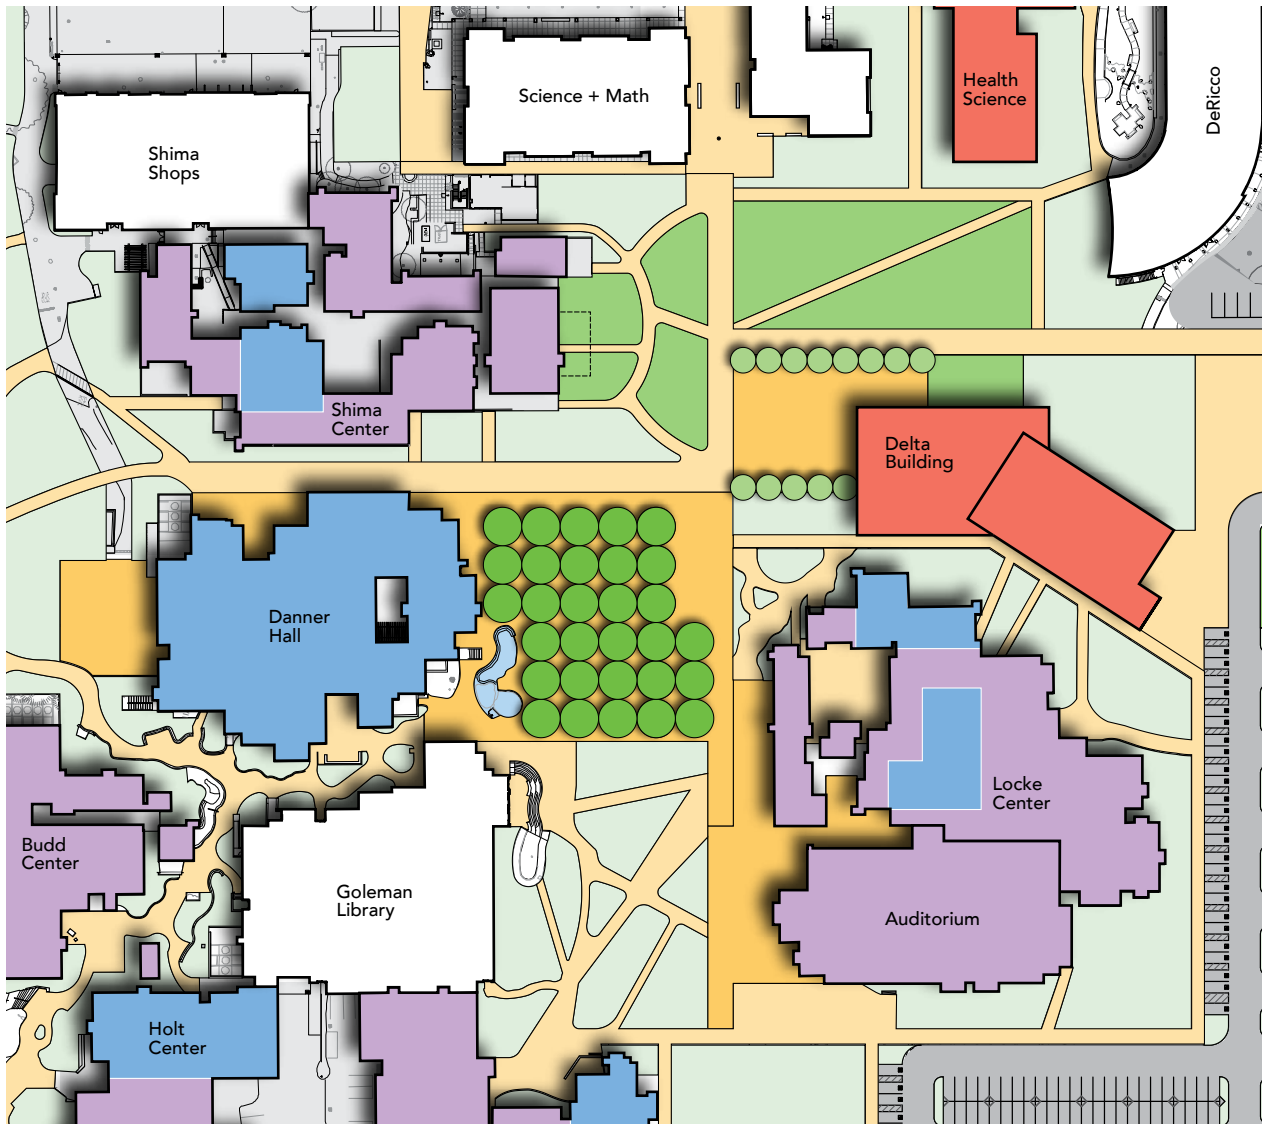 Science + Math
Health
Science
DeRicco
Shima
Shops
Shima
Center
Delta
Building
Danner
Hall
Locke
Center
Budd
Center
Goleman
Library
Auditorium
Holt
Center